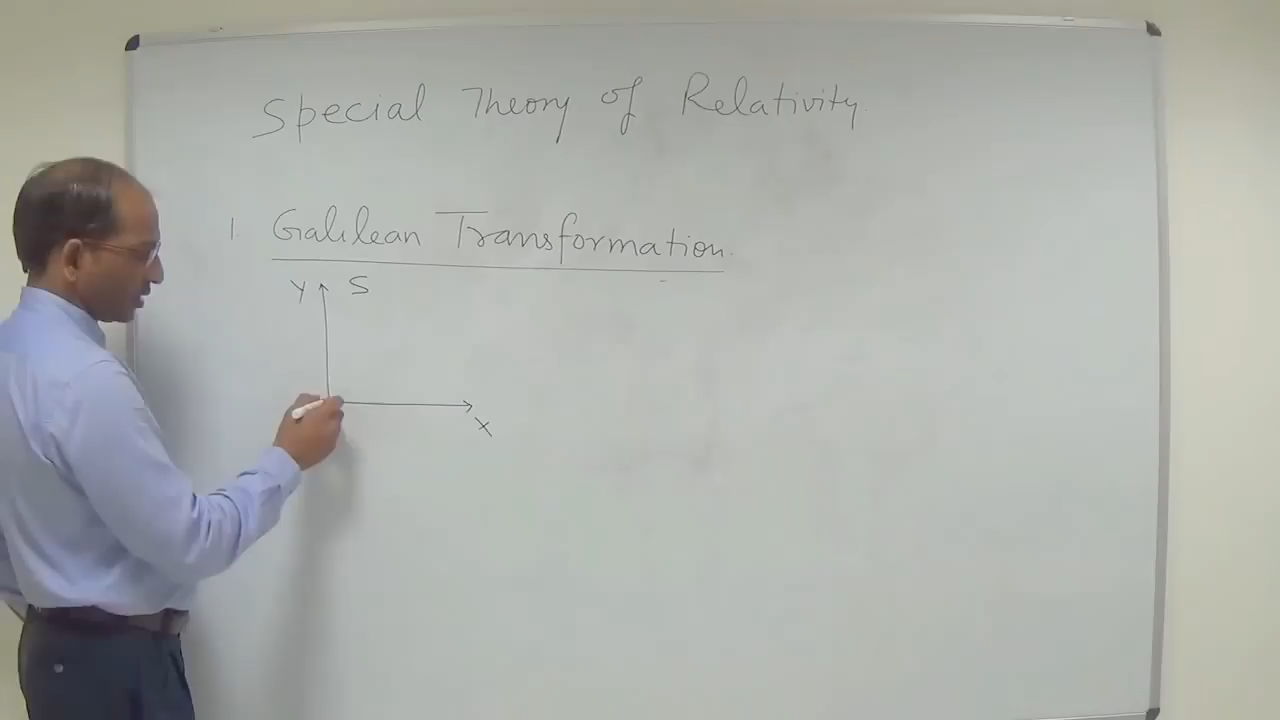 Special Theory of Relativity
1. Galilean Transformation.
Y S
X